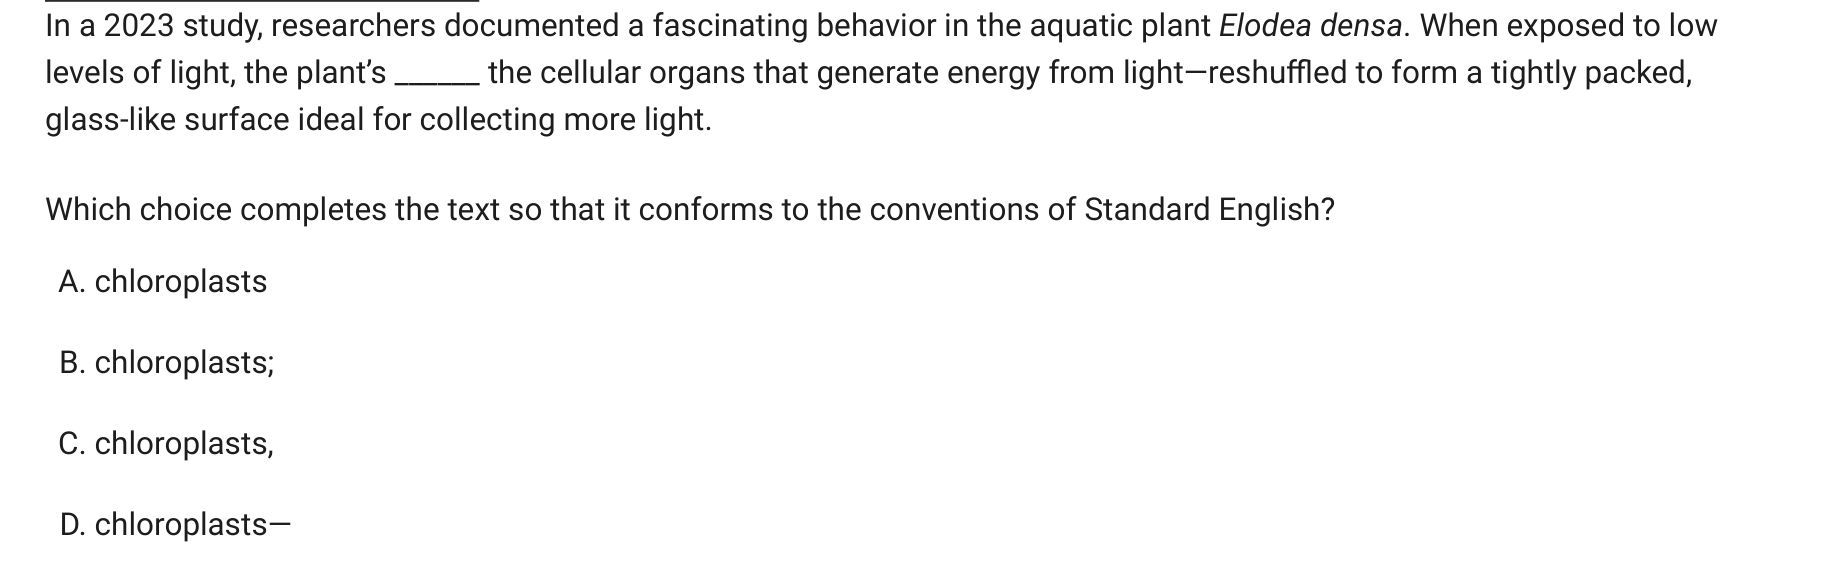 In a 2023 study, researchers documented a fascinating behavior in the aquatic plant Elodea densa. When exposed to low
levels of light, the plant’s ______ the cellular organs that generate energy from light—reshuffled to form a tightly packed,
glass-like surface ideal for collecting more light.
Which choice completes the text so that it conforms to the conventions of Standard English?
A. chloroplasts
B. chloroplasts;
C. chloroplasts,
D. chloroplasts—